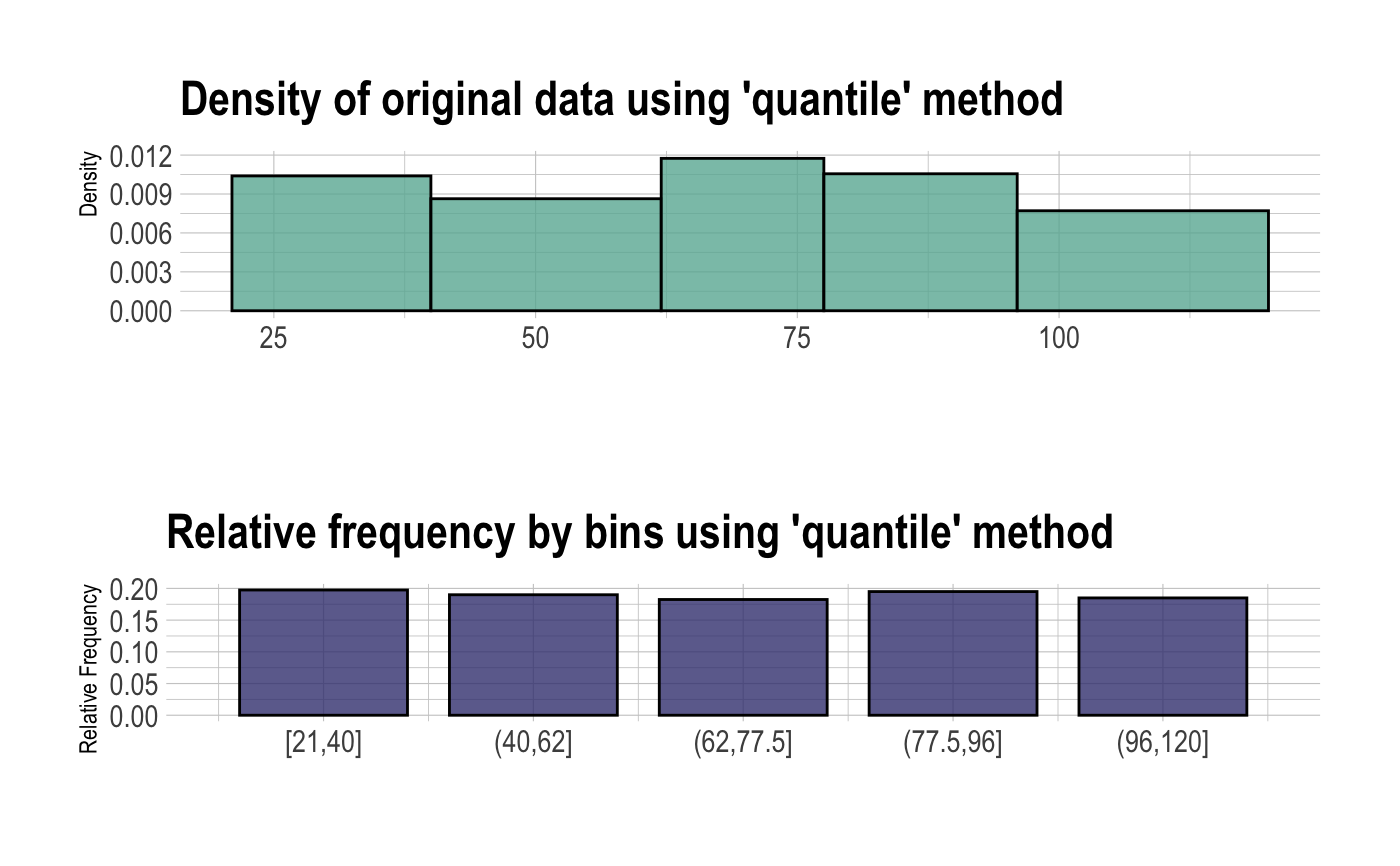 Density of original data using 'quantile' method
Density
0.012
0.009
0.006
0.003
0.000
25 50 75 100
Relative frequency by bins using 'quantile' method
Relative Frequency
0.20
0.15
0.10
0.05
0.00
[21,40] (40,62] (62,77.5] (77.5,96] (96,120]